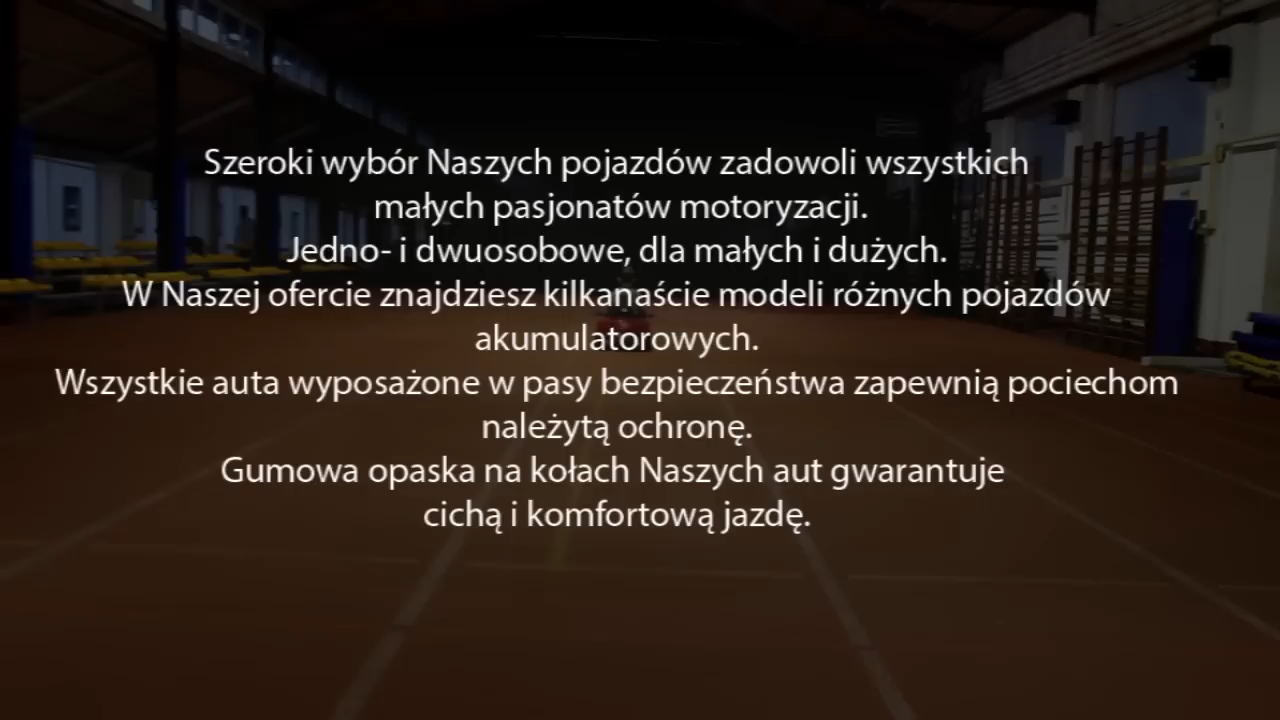 Szeroki wybór Naszych pojazdów zadowoli wszystkich
małych pasjonatów motoryzacji.
Jedno- i dwuosobowe, dla małych i dużych.
W Naszej ofercie znajdziesz kilkanaście modeli różnych pojazdów
akumulatorowych.
Wszystkie auta wyposażone w pasy bezpieczeństwa zapewnią pociechom
należytą ochronę.
Gumowa opaska na kołach Naszych aut gwarantuje
cichą i komfortową jazdę.